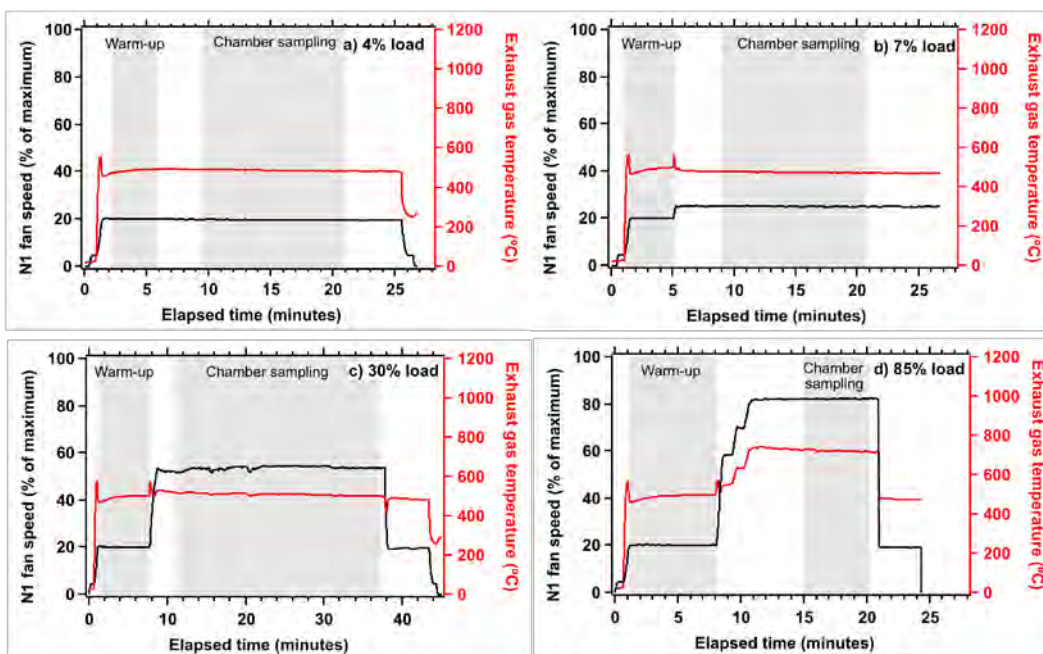 Warm-up
Chamber sampling
a) 4% load
N1 fan speed (% of maximum)
100
80
60
40
20
0
1200
1000
800
600
400
200
0
Exhaust gas temperature (°C)
0 5 10 15 20 25
Elapsed time (minutes)
Warm-up
Chamber sampling
b) 7% load
N1 fan speed (% of maximum)
100
80
60
40
20
0
1200
1000
800
600
400
200
0
Exhaust gas temperature (°C)
0 5 10 15 20 25
Elapsed time (minutes)
Warm-up
Chamber sampling
c) 30% load
N1 fan speed (% of maximum)
100
80
60
40
20
0
1200
1000
800
600
400
200
0
Exhaust gas temperature (°C)
0 10 20 30 40
Elapsed time (minutes)
Warm-up
Chamber
sampling
d) 85% load
N1 fan speed (% of maximum)
100
80
60
40
20
0
1200
1000
800
600
400
200
0
Exhaust gas temperature (°C)
0 5 10 15 20 25
Elapsed time (minutes)